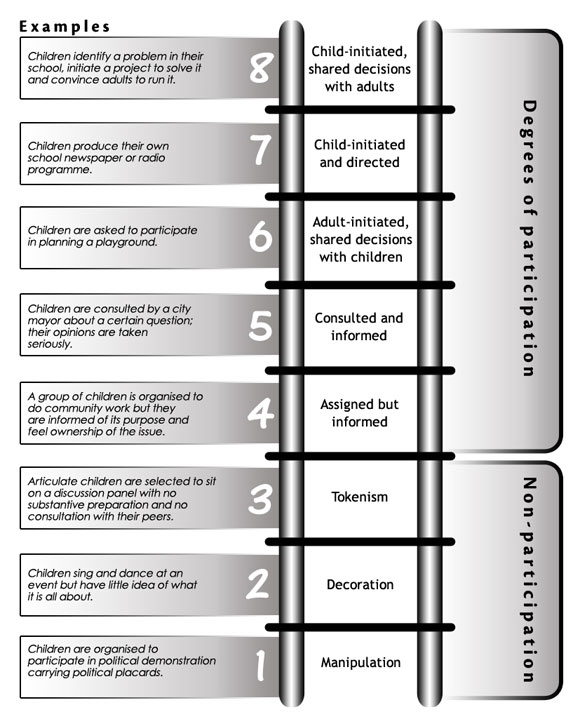 Examples
Children identify a problem in their
school, initiate a project to solve it
and convince adults to run it.
8
Child-initiated,
shared decisions
with adults
Children produce their own
school newspaper or radio
programme.
7
Child-initiated
and directed
Children are asked to participate
in planning a playground.
6
Adult-initiated,
shared decisions
with children
Children are consulted by a city
mayor about a certain question;
their opinions are taken
seriously.
5
Consulted and
informed
A group of children is organised to
do community work but they
are informed of its purpose and
feel ownership of the issue.
4
Assigned but
informed
Degrees of participation
Articulate children are selected to sit
on a discussion panel with no
substantive preparation and no
consultation with their peers.
3
Tokenism
Children sing and dance at an
event but have little idea of what
it is all about.
2
Decoration
Children are organised to
participate in political demonstration
carrying political placards.
1
Manipulation
Non-participation